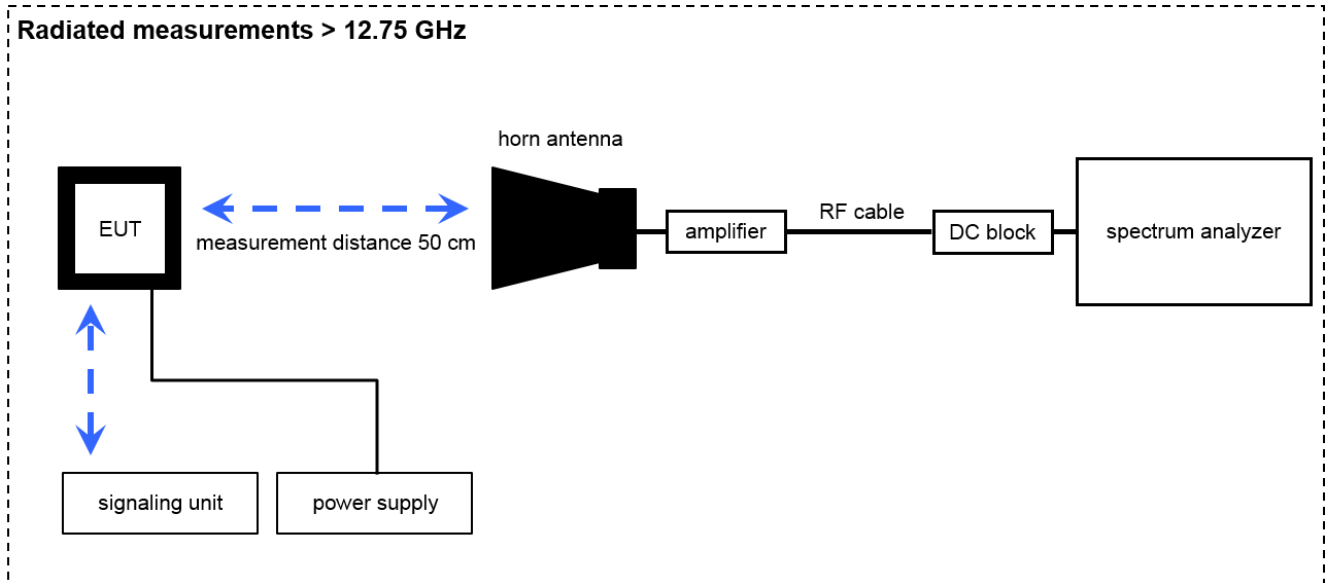 Radiated measurements > 12.75 GHz
horn antenna
EUT
measurement distance 50 cm
amplifier
RF cable
DC block
spectrum analyzer
signaling unit
power supply